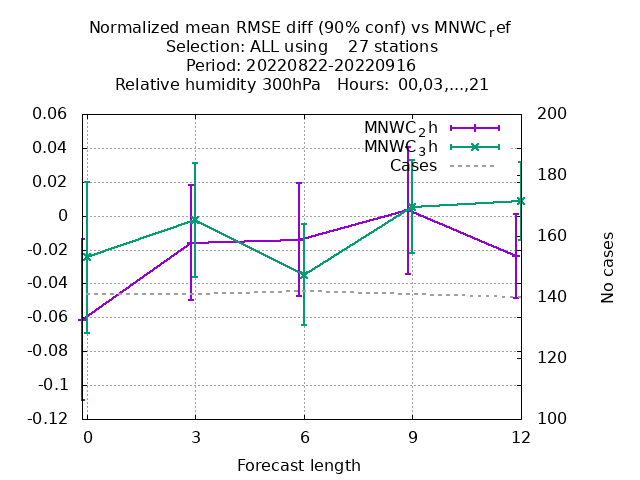 Normalized mean RMSE diff (90% conf) vs MNWC_ref
Selection: ALL using    27 stations
Period: 20220822-20220916
Relative humidity 300hPa   Hours: 00,03,...,21
MNWC_2h
MNWC_3h
Cases
0.06
0.04
0.02
0
-0.02
-0.04
-0.06
-0.08
-0.1
-0.12
200
180
160
140
120
100
No cases
0 3 6 9 12
Forecast length